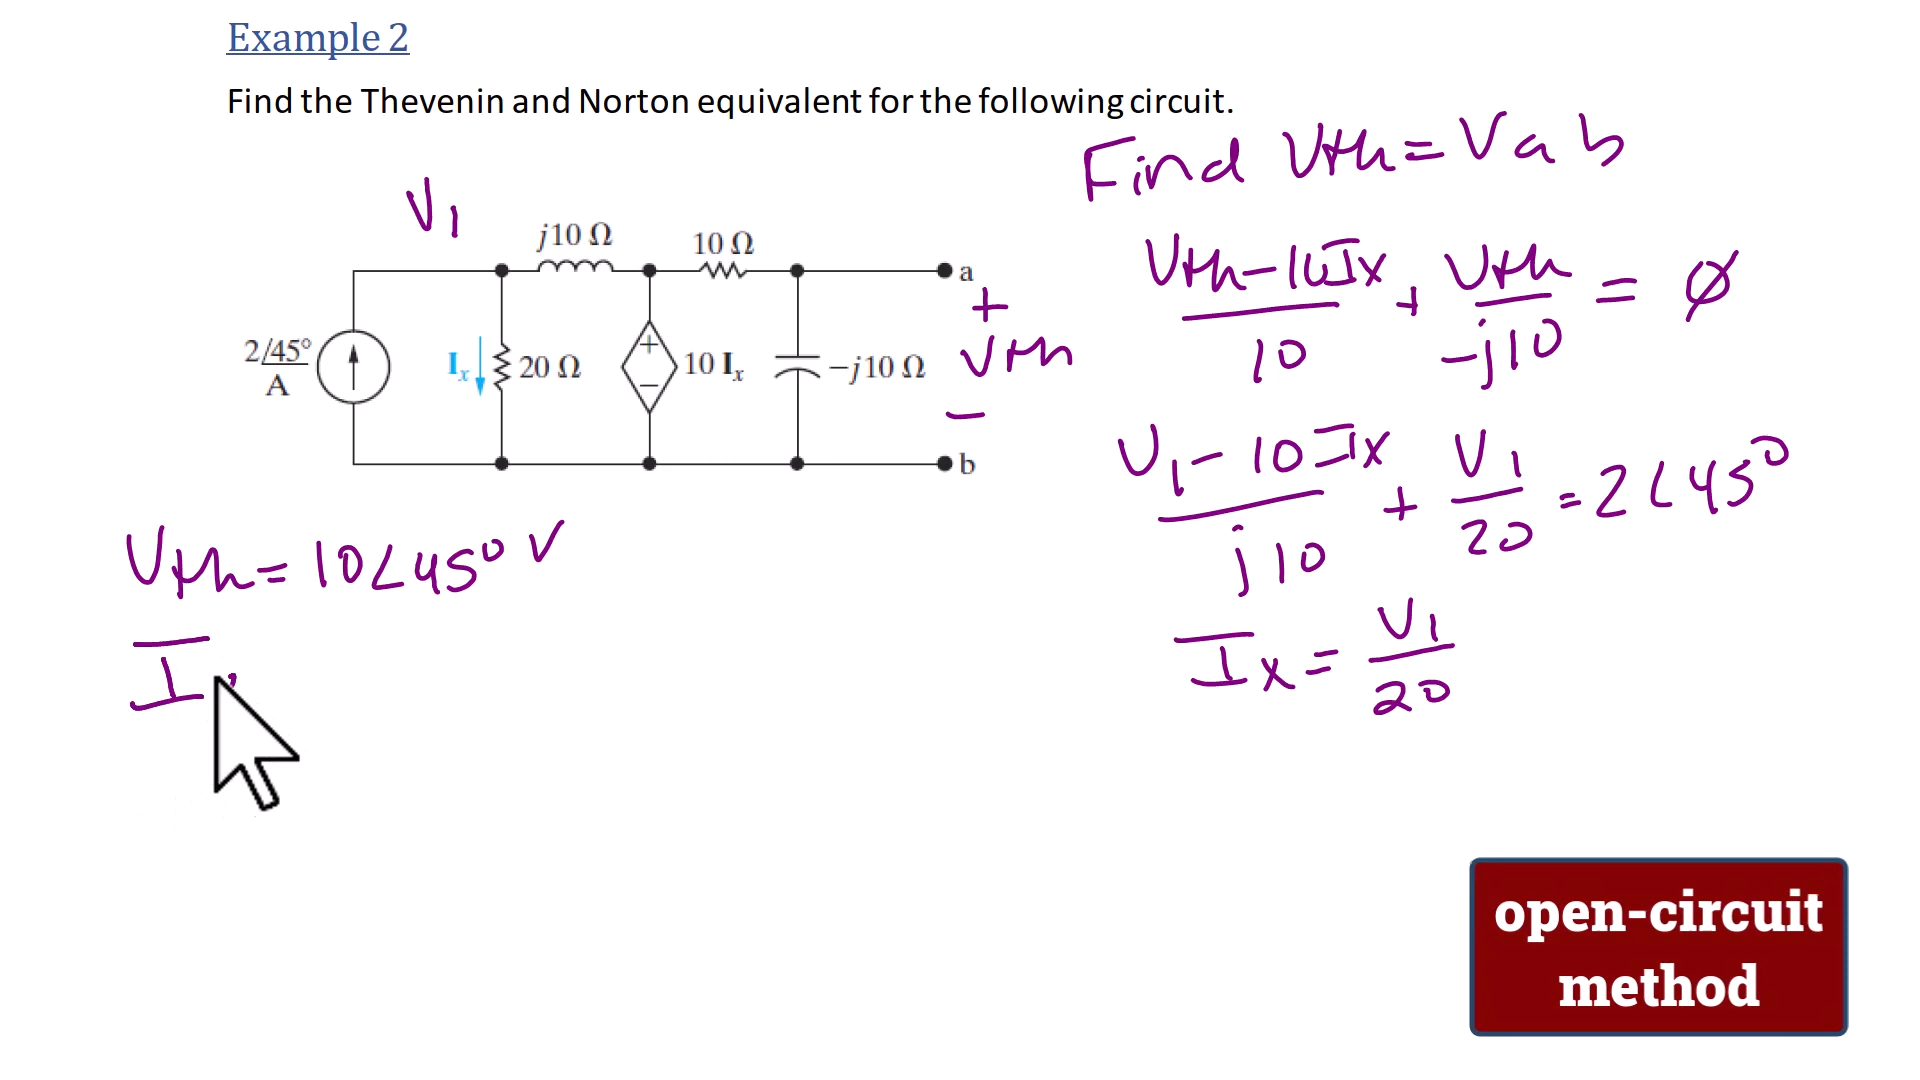 Example 2
Find the Thevenin and Norton equivalent for the following circuit.
Find Vth = Vab
V1
j10 Ω
10 Ω
a
+
Vth
−
b
2/45°
A
Ix
20 Ω
+
−
10 Ix
−j10 Ω
Vth − 10Ix / 10 + Vth / −j10 = ∅
V1 − 10Ix / j10 + V1 / 20 = 2∠45°
Ix = V1 / 20
Vth = 10∠45° V
I
open-circuit
method